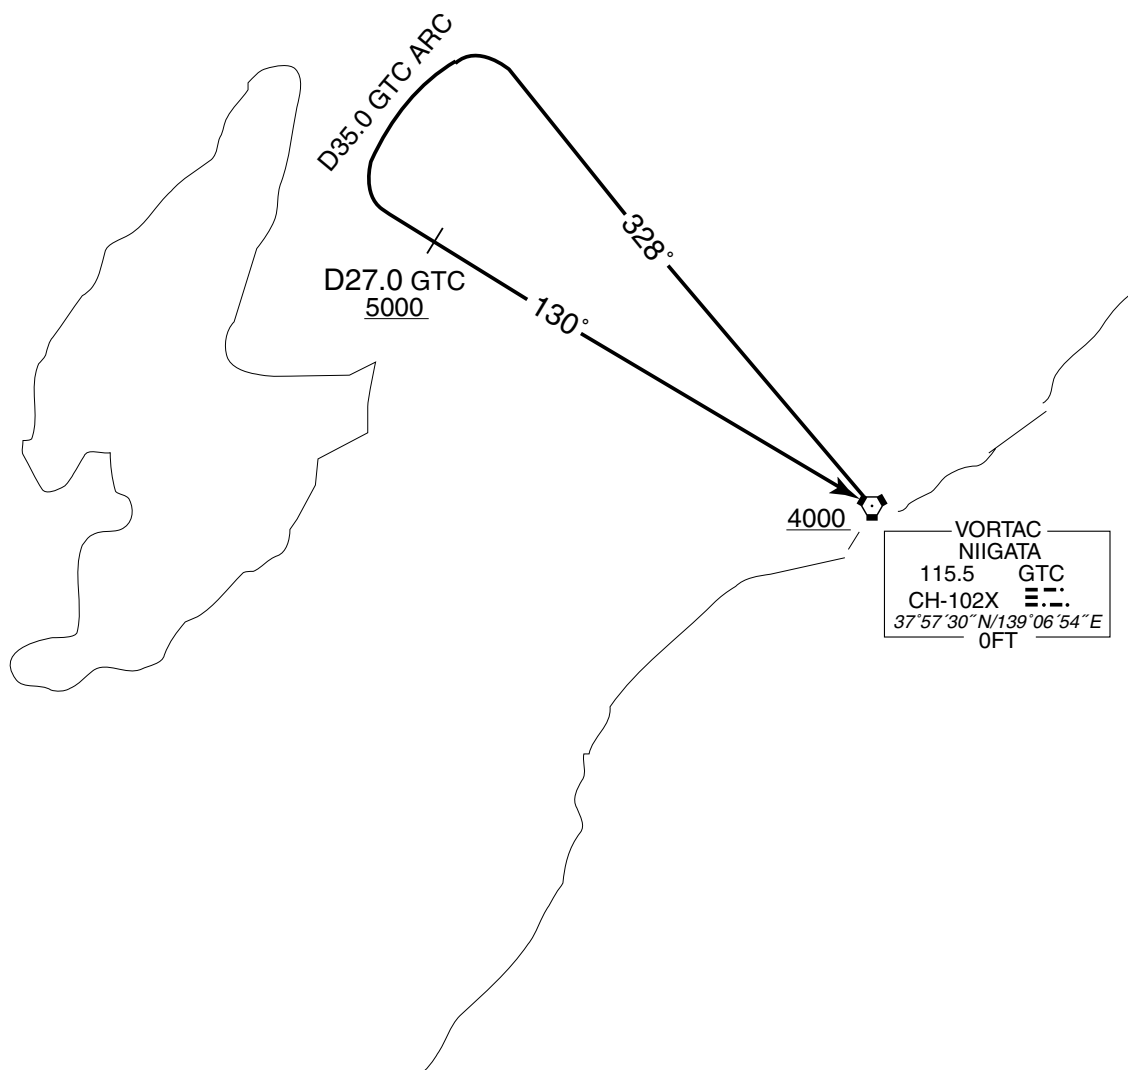 D35.0 GTC ARC
328°
D27.0 GTC
5000
130°
4000
VORTAC
NIIGATA
115.5 GTC
CH-102X
37°57′30″N/139°06′54″E
0FT